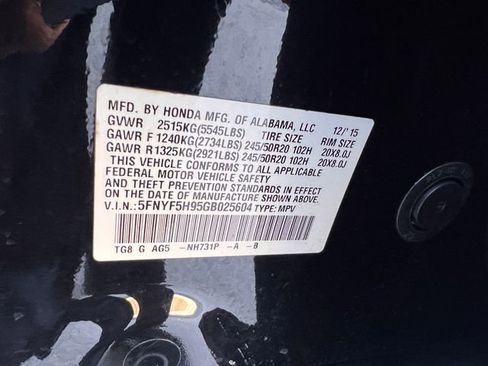 MFD. BY HONDA MFG. OF ALABAMA, LLC 12/'15
GVWR 2515KG(5545LBS) TIRE SIZE RIM SIZE
GAWR F 1240KG(2734LBS) 245/50R20 102H 20X8.0J
GAWR R 1325KG(2921LBS) 245/50R20 102H 20X8.0J
THIS VEHICLE CONFORMS TO ALL APPLICABLE
FEDERAL MOTOR VEHICLE SAFETY
AND THEFT PREVENTION STANDARDS IN EFFECT
ON THE DATE OF MANUFACTURE SHOWN ABOVE.
V.I.N.: 5FNYF5H95GB025604 TYPE: MPV
TG8 G AG5 -NH731P -A -B